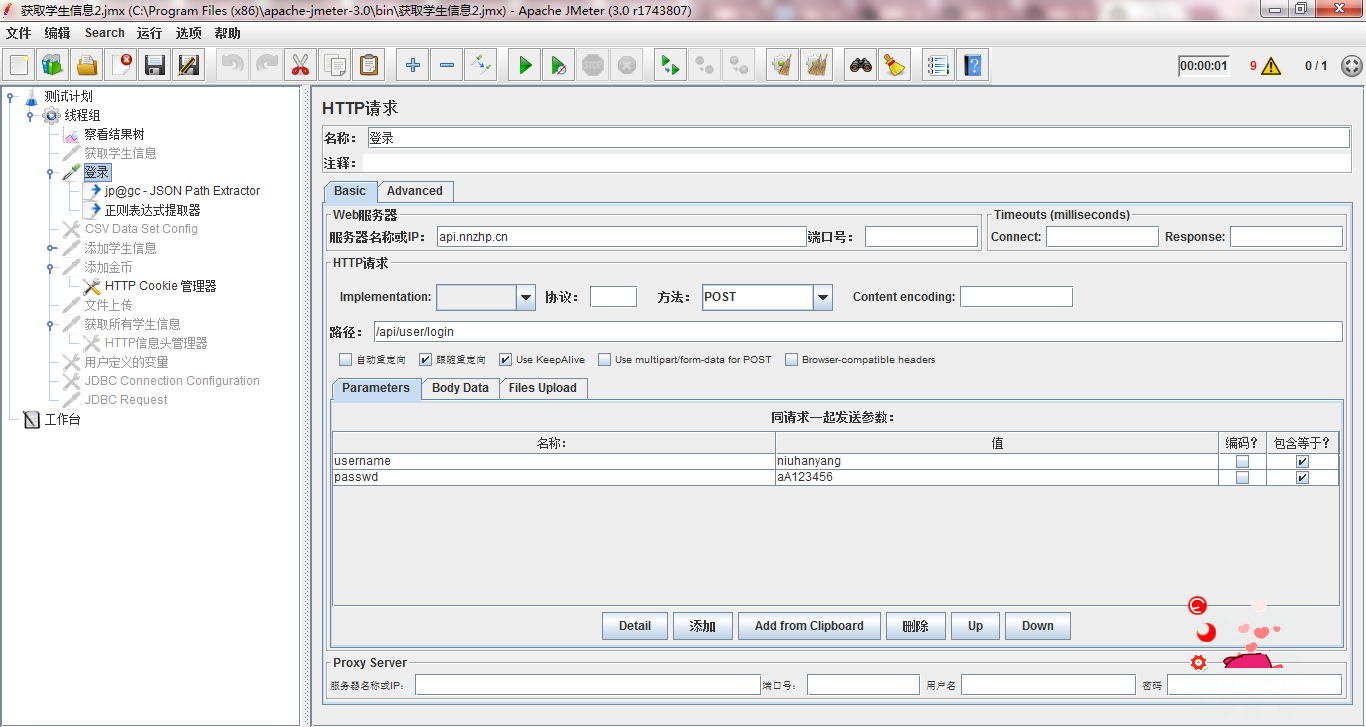 获取学生信息2.jmx (C:\Program Files (x86)\apache-jmeter-3.0\bin\获取学生信息2.jmx) - Apache JMeter (3.0 r1743807)
文件 编辑 Search 运行 选项 帮助
00:00:01 9 0 / 1
测试计划
线程组
察看结果树
获取学生信息
登录
jp@gc - JSON Path Extractor
正则表达式提取器
CSV Data Set Config
添加学生信息
添加金币
HTTP Cookie 管理器
文件上传
获取所有学生信息
HTTP信息头管理器
用户定义的变量
JDBC Connection Configuration
JDBC Request
工作台
HTTP请求
名称： 登录
注释：
Basic Advanced
Web服务器 Timeouts (milliseconds)
服务器名称或IP： api.nnzhp.cn 端口号： Connect: Response:
HTTP请求
Implementation: 协议： 方法： POST Content encoding:
路径： /api/user/login
自动重定向 跟随重定向 Use KeepAlive Use multipart/form-data for POST Browser-compatible headers
Parameters Body Data Files Upload
同请求一起发送参数：
名称： 值 编码？ 包含等于？
username niuhanyang
passwd aA123456
Detail 添加 Add from Clipboard 删除 Up Down
Proxy Server
服务器名称或IP： 端口号： 用户名 密码